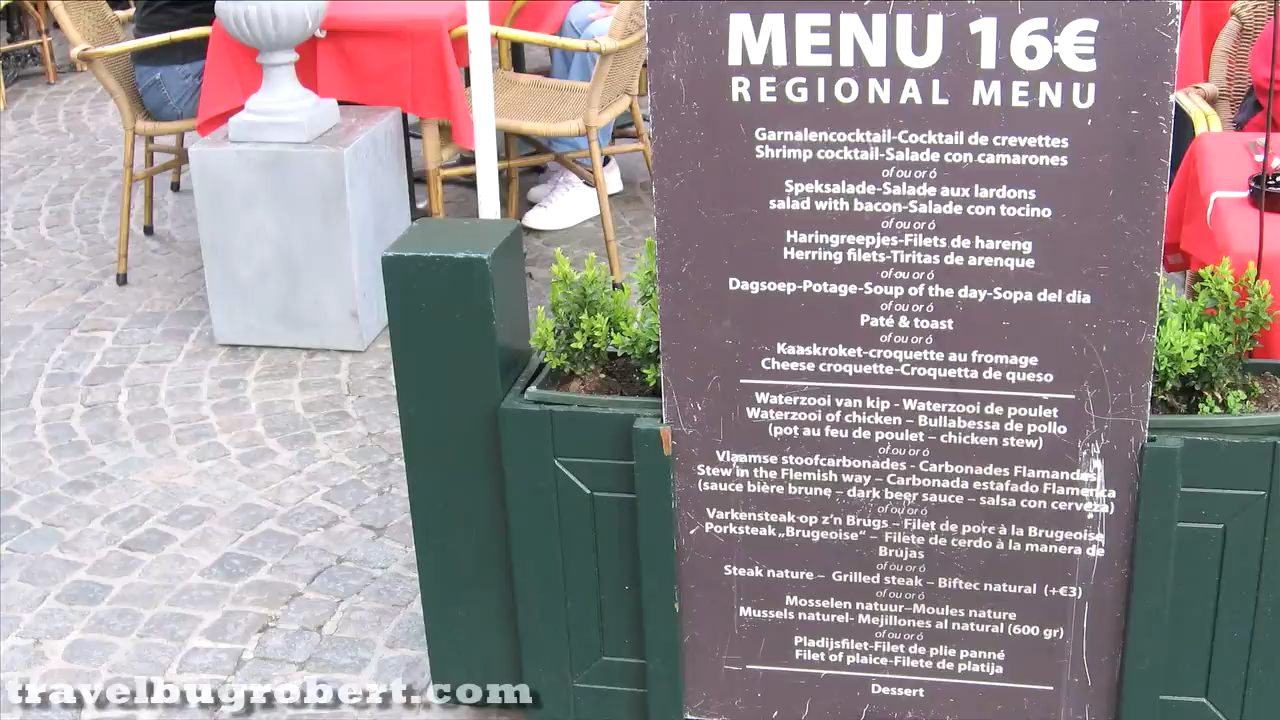 MENU 16€
REGIONAL MENU
Garnalencocktail-Cocktail de crevettes
Shrimp cocktail-Salade con camarones
of ou or ó
Speksalade-Salade aux lardons
salad with bacon-Salade con tocino
of ou or ó
Haringreepjes-Filets de hareng
Herring filets-Tiritas de arenque
of ou or ó
Dagsoep-Potage-Soup of the day-Sopa del dia
of ou or ó
Paté & toast
of ou or ó
Kaaskroket-croquette au fromage
Cheese croquette-Croquetta de queso
Waterzooi van kip - Waterzooi de poulet
Waterzooi of chicken – Bullabessa de pollo
(pot au feu de poulet – chicken stew)
of ou or ó
Vlaamse stoofcarbonades - Carbonades Flamandes
Stew in the Flemish way – Carbonada estafado Flamenca
(sauce bière brune – dark beer sauce – salsa con cerveza)
of ou or ó
Varkensteak op z'n Brugs – Filet de porc à la Brugeoise
Porksteak „Brugeoise“ – Filete de cerdo à la manera de
Brujas
of ou or ó
Steak nature – Grilled steak – Biftec natural (+€3)
of ou or ó
Mosselen natuur–Moules nature
Mussels naturel- Mejillones al natural (600 gr)
of ou or ó
Pladijsfilet-Filet de plie panné
Filet of plaice-Filete de platija
Dessert
travelbugrobert.com